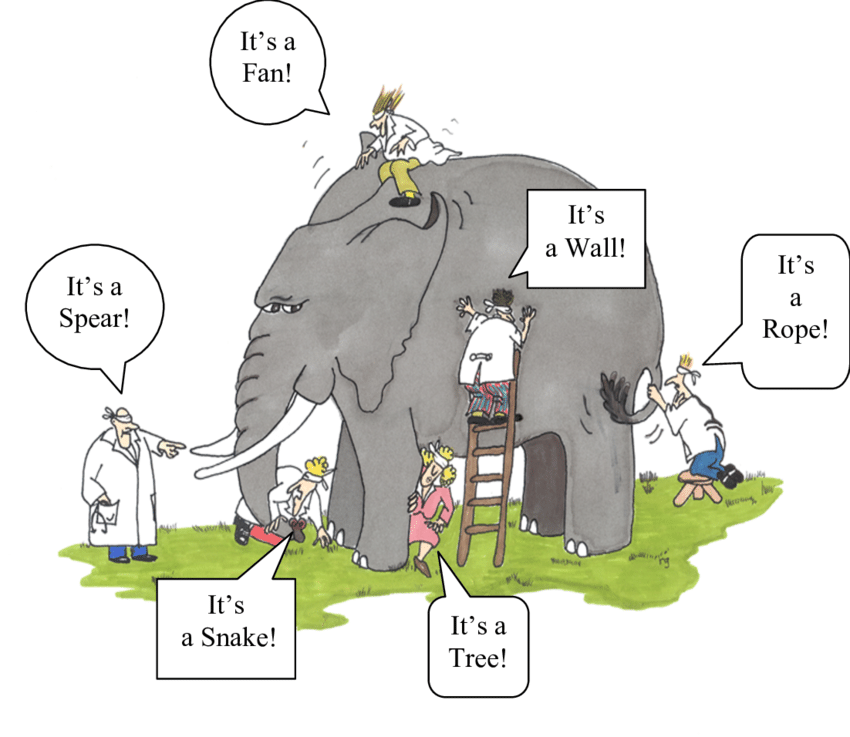 It’s a
Fan!
It’s
a Wall!
It’s
a
Rope!
It’s a
Spear!
It’s
a Snake!
It’s a
Tree!